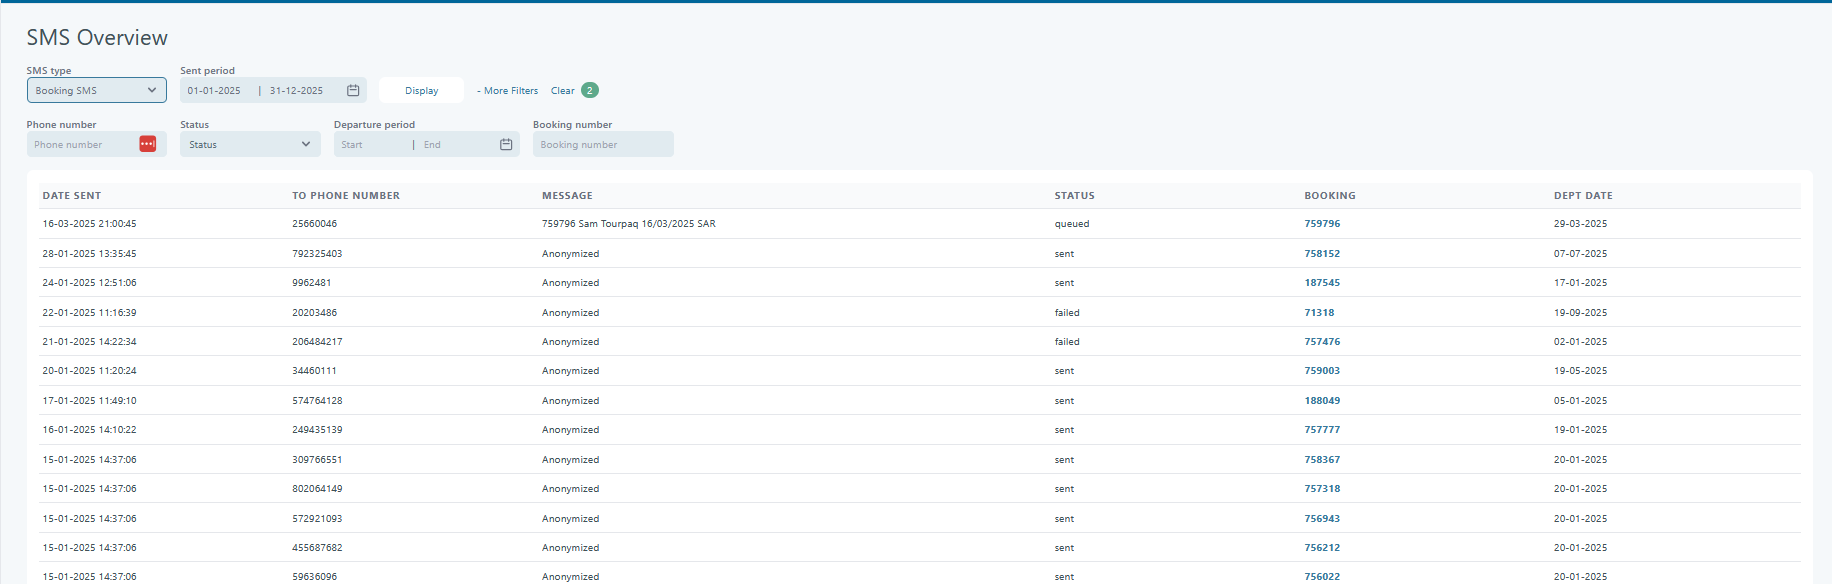 SMS Overview
SMS type Sent period
Booking SMS 01-01-2025 | 31-12-2025 Display - More Filters Clear 2
Phone number Status Departure period Booking number
Phone number Status Start | End Booking number
DATE SENT TO PHONE NUMBER MESSAGE STATUS BOOKING DEPT DATE
16-03-2025 21:00:45 25660046 759796 Sam Tourpaq 16/03/2025 SAR queued 759796 29-03-2025
28-01-2025 13:35:45 792325403 Anonymized sent 758152 07-07-2025
24-01-2025 12:51:06 9962481 Anonymized sent 187545 17-01-2025
22-01-2025 11:16:39 20203486 Anonymized failed 71318 19-09-2025
21-01-2025 14:22:34 206484217 Anonymized failed 757476 02-01-2025
20-01-2025 11:20:24 34460111 Anonymized sent 759003 19-05-2025
17-01-2025 11:49:10 574764128 Anonymized sent 188049 05-01-2025
16-01-2025 14:10:22 249435139 Anonymized sent 757777 19-01-2025
15-01-2025 14:37:06 309766551 Anonymized sent 758367 20-01-2025
15-01-2025 14:37:06 802064149 Anonymized sent 757318 20-01-2025
15-01-2025 14:37:06 572921093 Anonymized sent 756943 20-01-2025
15-01-2025 14:37:06 455687682 Anonymized sent 756212 20-01-2025
15-01-2025 14:37:06 59636096 Anonymized sent 756022 20-01-2025